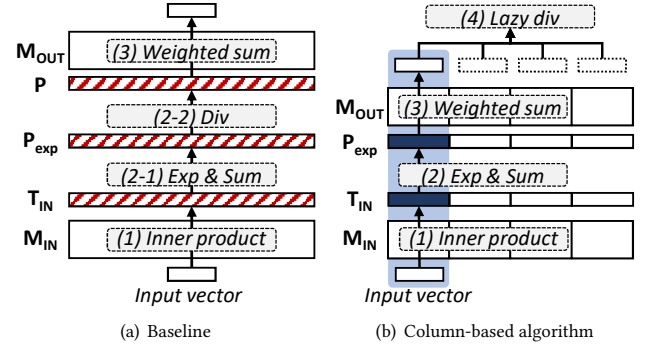 M_OUT
(3) Weighted sum
P
(2-2) Div
P_exp
(2-1) Exp & Sum
T_IN
M_IN
(1) Inner product
Input vector
(a) Baseline
(4) Lazy div
M_OUT
(3) Weighted sum
P_exp
(2) Exp & Sum
T_IN
M_IN
(1) Inner product
Input vector
(b) Column-based algorithm